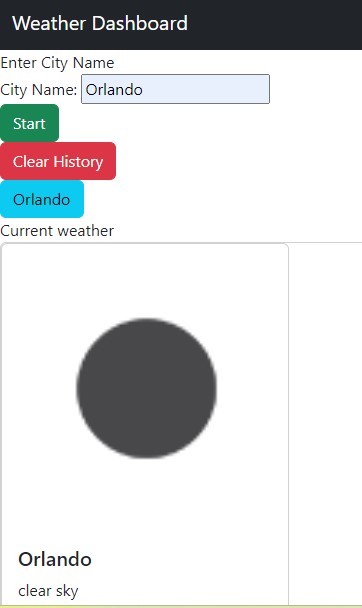 Weather Dashboard
Enter City Name
City Name: Orlando
Start
Clear History
Orlando
Current weather
Orlando
clear sky